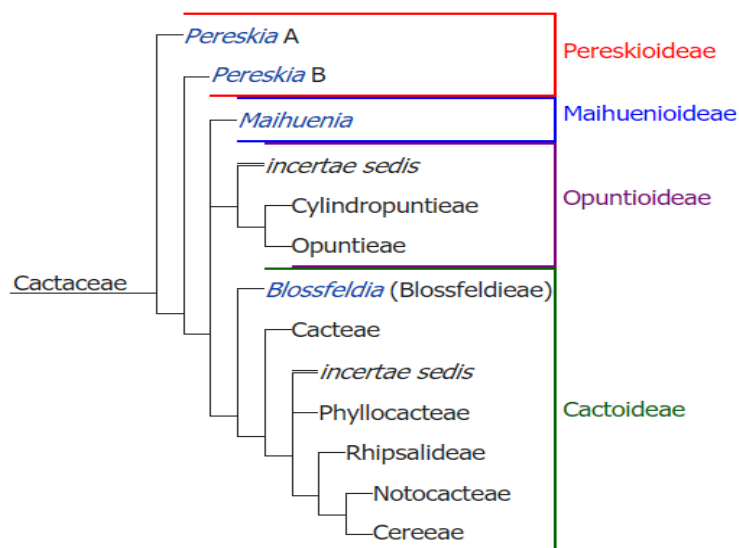 Pereskia A
Pereskioideae
Pereskia B
Maihuenia
Maihuenioideae
incertae sedis
Cylindropuntieae
Opuntioideae
Opuntieae
Cactaceae
Blossfeldia (Blossfeldieae)
Cacteae
incertae sedis
Phyllocacteae
Cactoideae
Rhipsalideae
Notocacteae
Cereeae